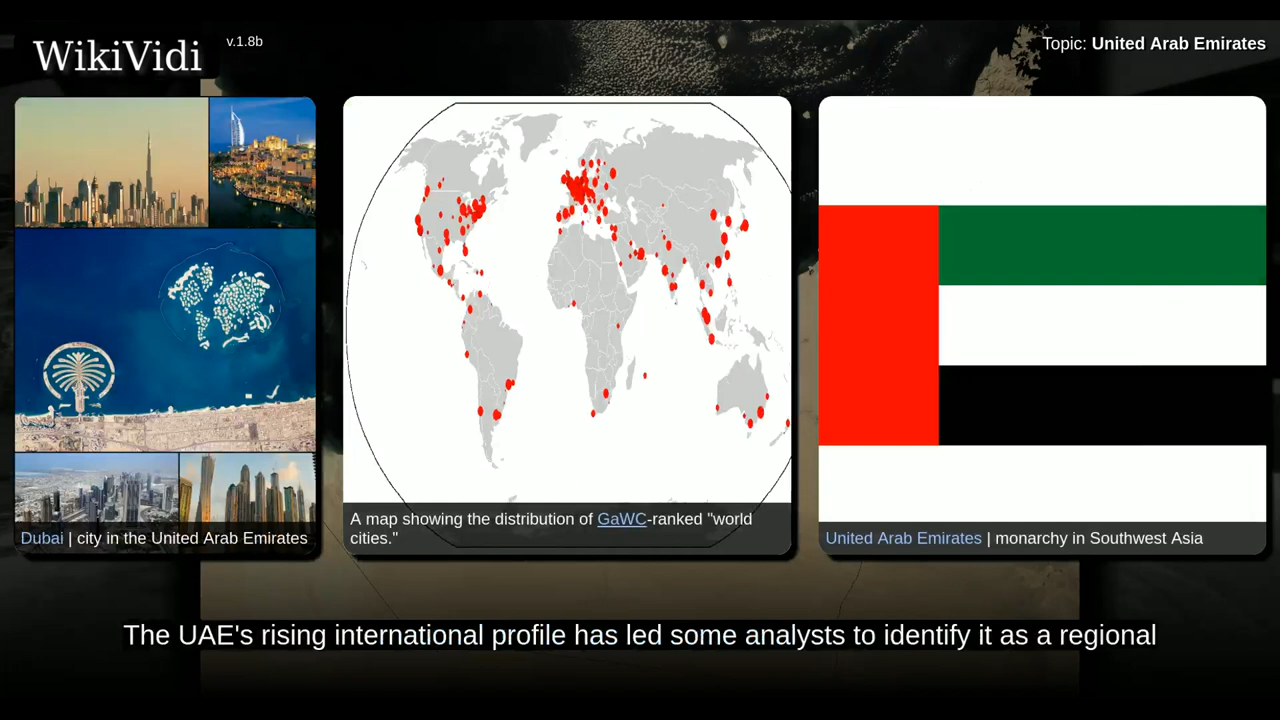 WikiVidi
v.1.8b
Topic: United Arab Emirates
Dubai | city in the United Arab Emirates
A map showing the distribution of GaWC-ranked "world
cities."
United Arab Emirates | monarchy in Southwest Asia
The UAE's rising international profile has led some analysts to identify it as a regional